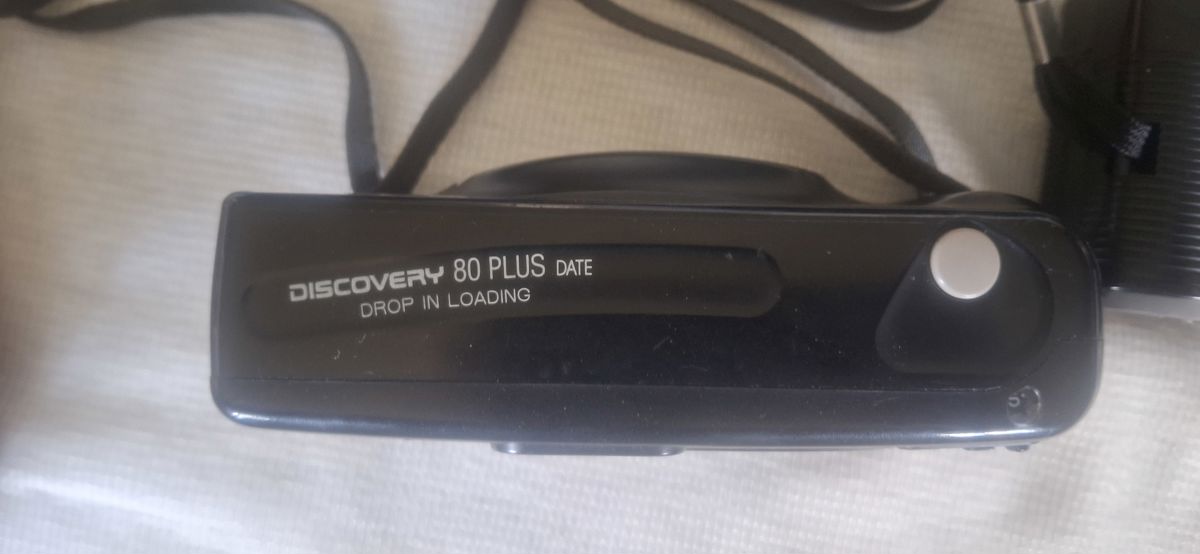 DISCOVERY 80 PLUS DATE
DROP IN LOADING